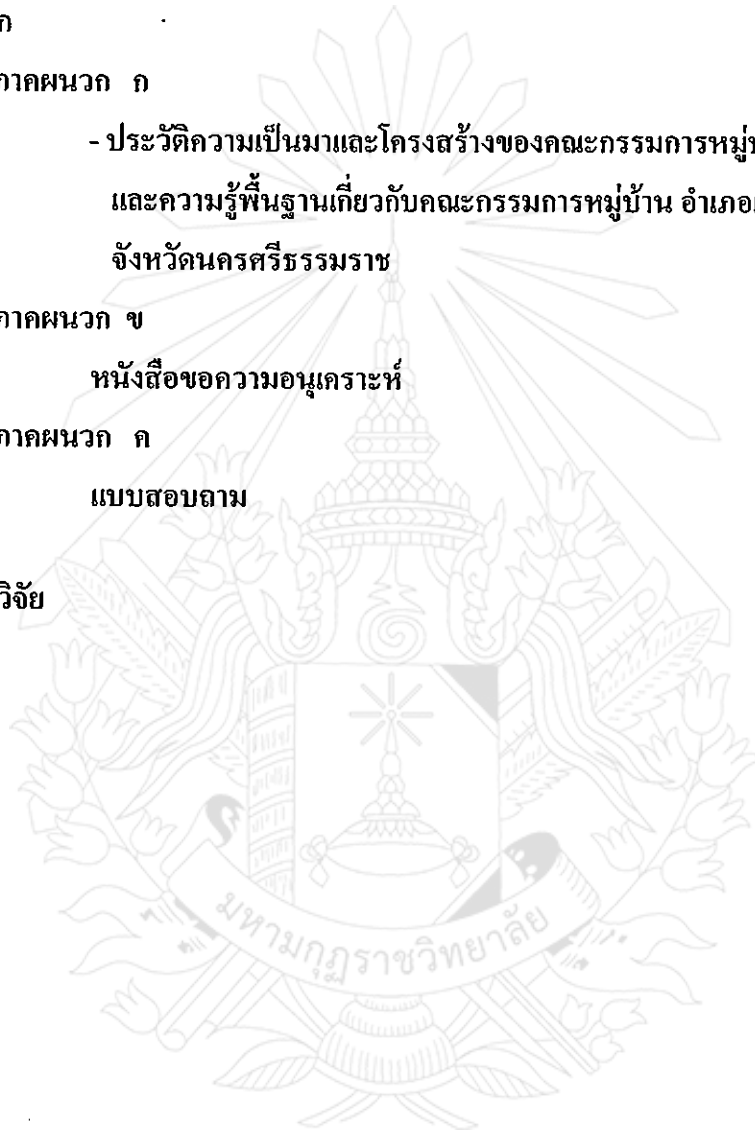 ก
ภาคผนวก ก
- ประวัติความเป็นมาและโครงสร้างของคณะกรรมการหมู่
และความรู้พื้นฐานเกี่ยวกับคณะกรรมการหมู่บ้าน อำเภอ
จังหวัดนครศรีธรรมราช
ภาคผนวก ข
หนังสือขอความอนุเคราะห์
ภาคผนวก ค
แบบสอบถาม
วิจัย
มหามกุฏราชวิทยาลัย